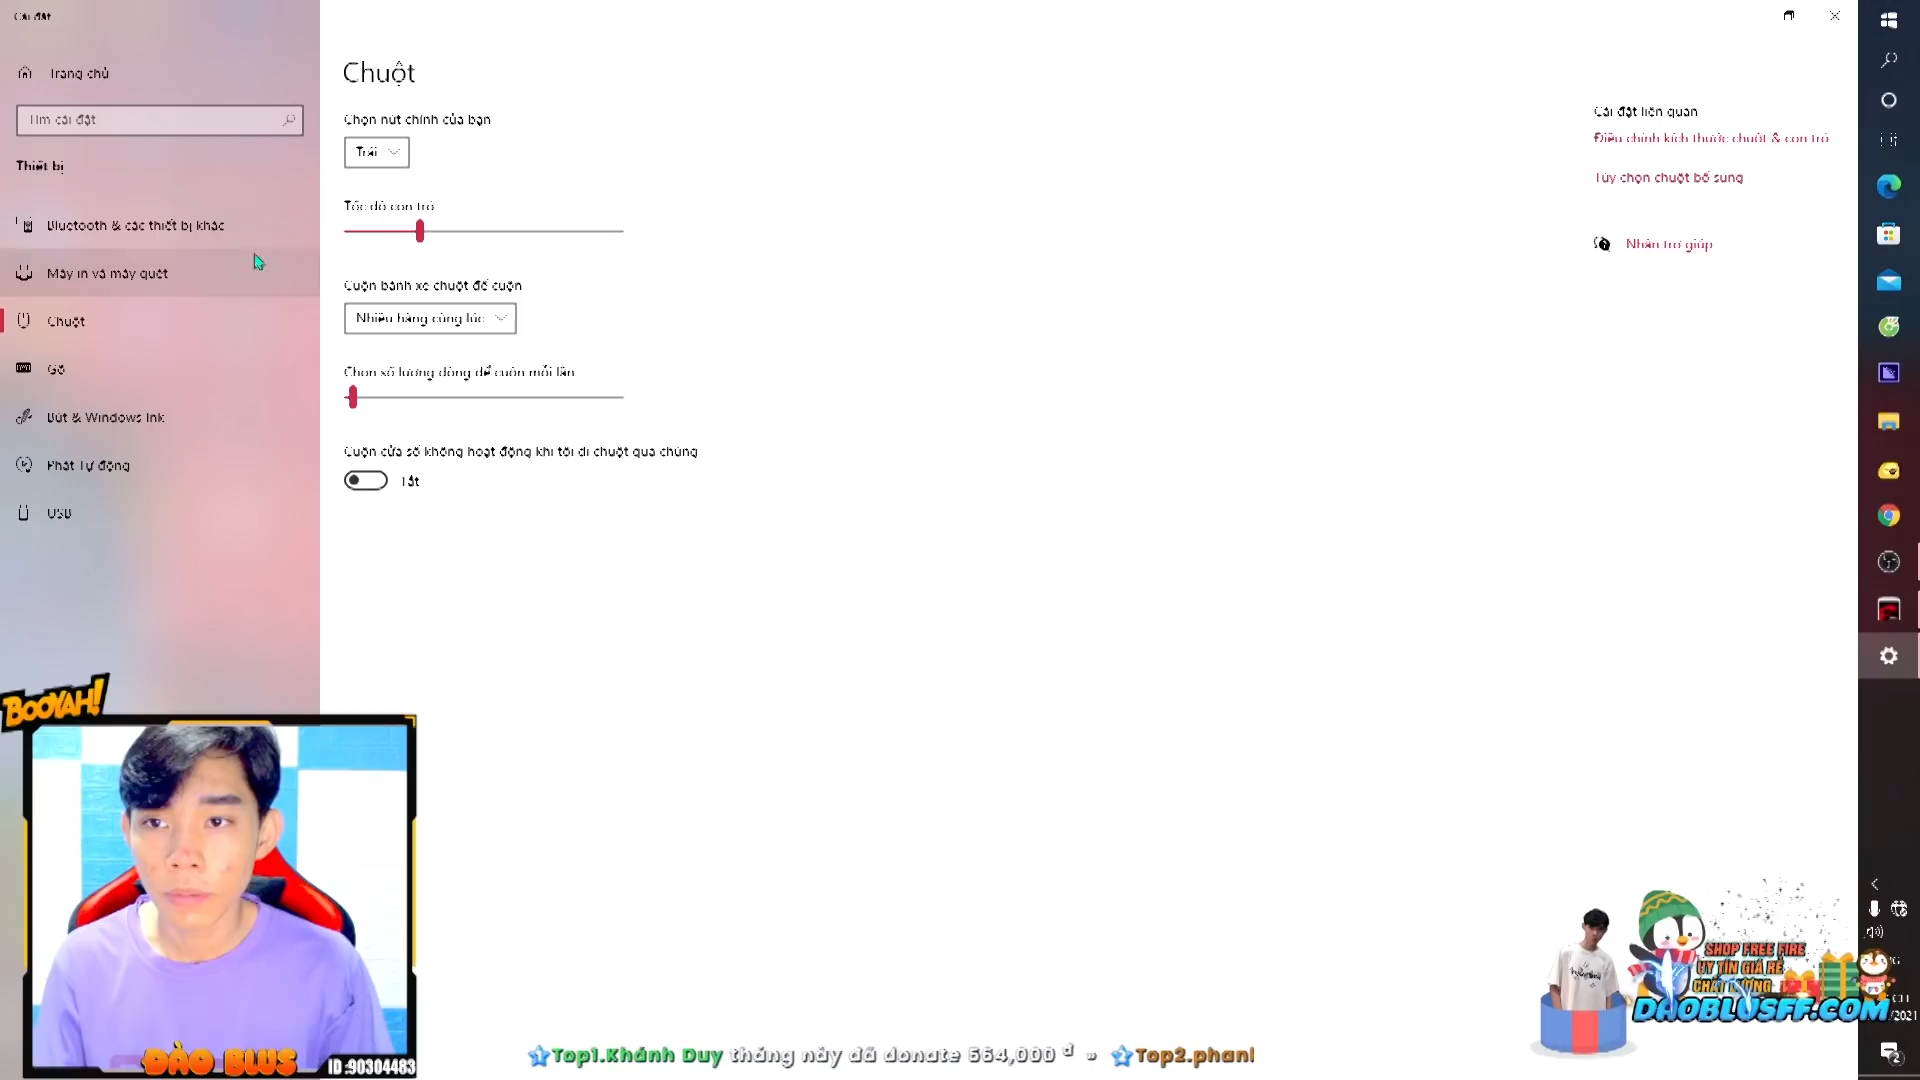 Cài đặt
Trang chủ
Tìm cài đặt
Thiết bị
Bluetooth & các thiết bị khác
Máy in và máy quét
Chuột
Gõ
Bút & Windows Ink
Phát Tự động
USB
Chuột
Chọn nút chính của bạn
Trái
Tốc độ con trỏ
Cuộn bánh xe chuột để cuộn
Nhiều hàng cùng lúc
Chọn số lượng dòng để cuộn mỗi lần
Cuộn cửa sổ không hoạt động khi tôi di chuột qua chúng
Tắt
Cài đặt liên quan
Điều chỉnh kích thước chuột & con trỏ
Tùy chọn chuột bổ sung
Nhận trợ giúp
BOOYAH!
ĐÀO BLUS
ID:90304483
Top1.Khánh Duy tháng này đã donate 564,000 đ » Top2.phanl
SHOP FREE FIRE
UY TÍN GIÁ RẺ
CHẤT LƯỢNG
DAOBLUSFF.COM
/2021
2